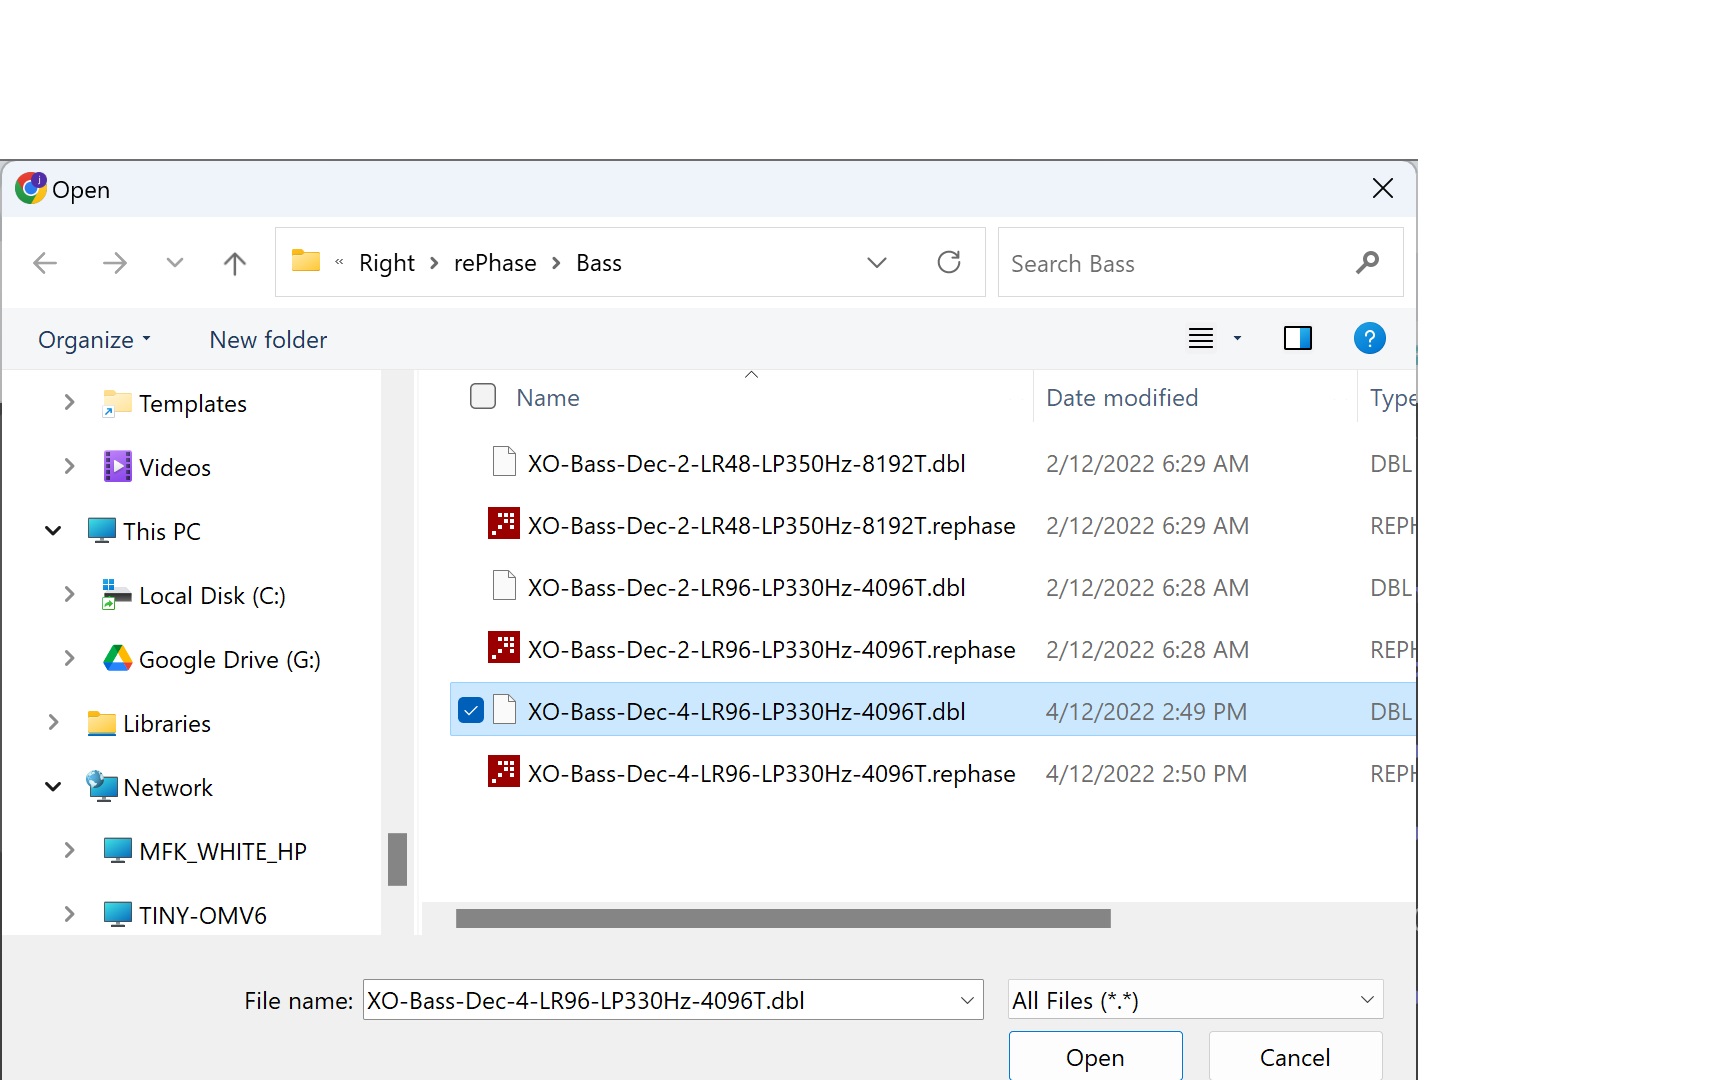 Open
« Right > rePhase > Bass
Search Bass
Organize
New folder
?
Name
Date modified
Type
Templates
Videos
This PC
Local Disk (C:)
Google Drive (G:)
Libraries
Network
MFK_WHITE_HP
TINY-OMV6
XO-Bass-Dec-2-LR48-LP350Hz-8192T.dbl 2/12/2022 6:29 AM DBL
XO-Bass-Dec-2-LR48-LP350Hz-8192T.rephase 2/12/2022 6:29 AM REPH
XO-Bass-Dec-2-LR96-LP330Hz-4096T.dbl 2/12/2022 6:28 AM DBL
XO-Bass-Dec-2-LR96-LP330Hz-4096T.rephase 2/12/2022 6:28 AM REPH
XO-Bass-Dec-4-LR96-LP330Hz-4096T.dbl 4/12/2022 2:49 PM DBL
XO-Bass-Dec-4-LR96-LP330Hz-4096T.rephase 4/12/2022 2:50 PM REPH
File name: XO-Bass-Dec-4-LR96-LP330Hz-4096T.dbl
All Files (*.*)
Open
Cancel